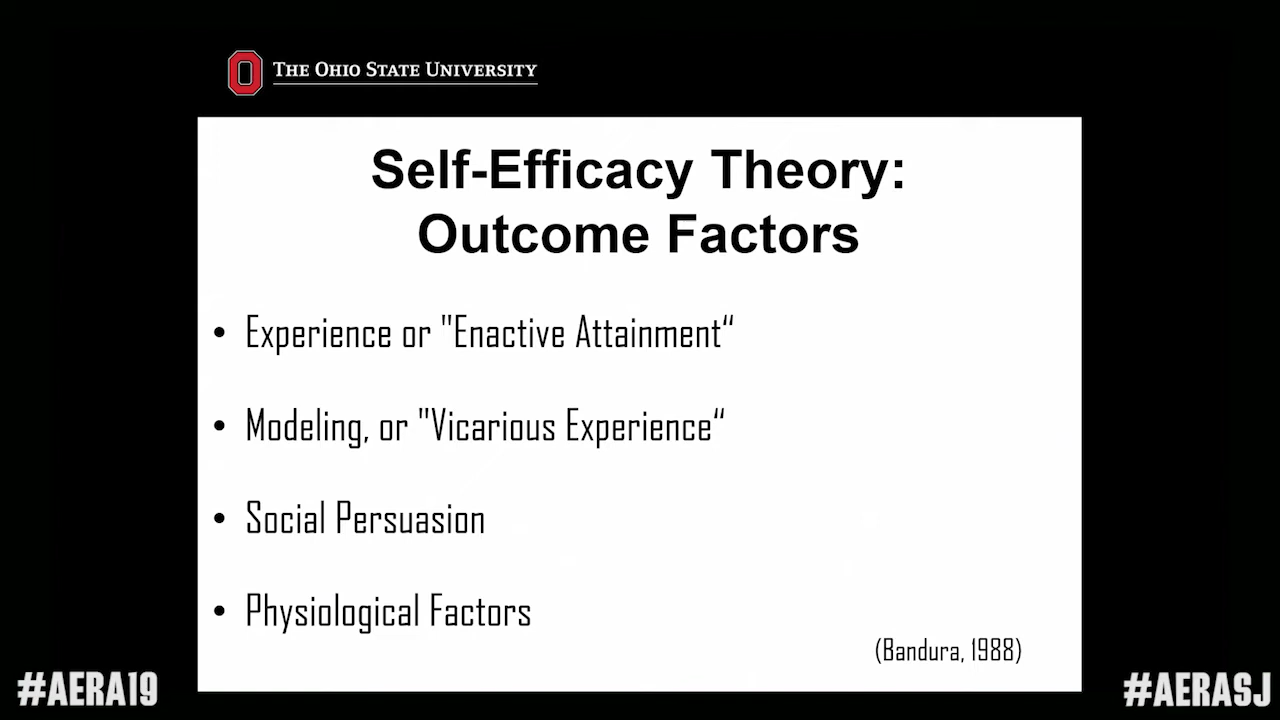 THE OHIO STATE UNIVERSITY
Self-Efficacy Theory:
Outcome Factors
• Experience or "Enactive Attainment“
• Modeling, or "Vicarious Experience“
• Social Persuasion
• Physiological Factors
(Bandura, 1988)
#AERA19
#AERASJ